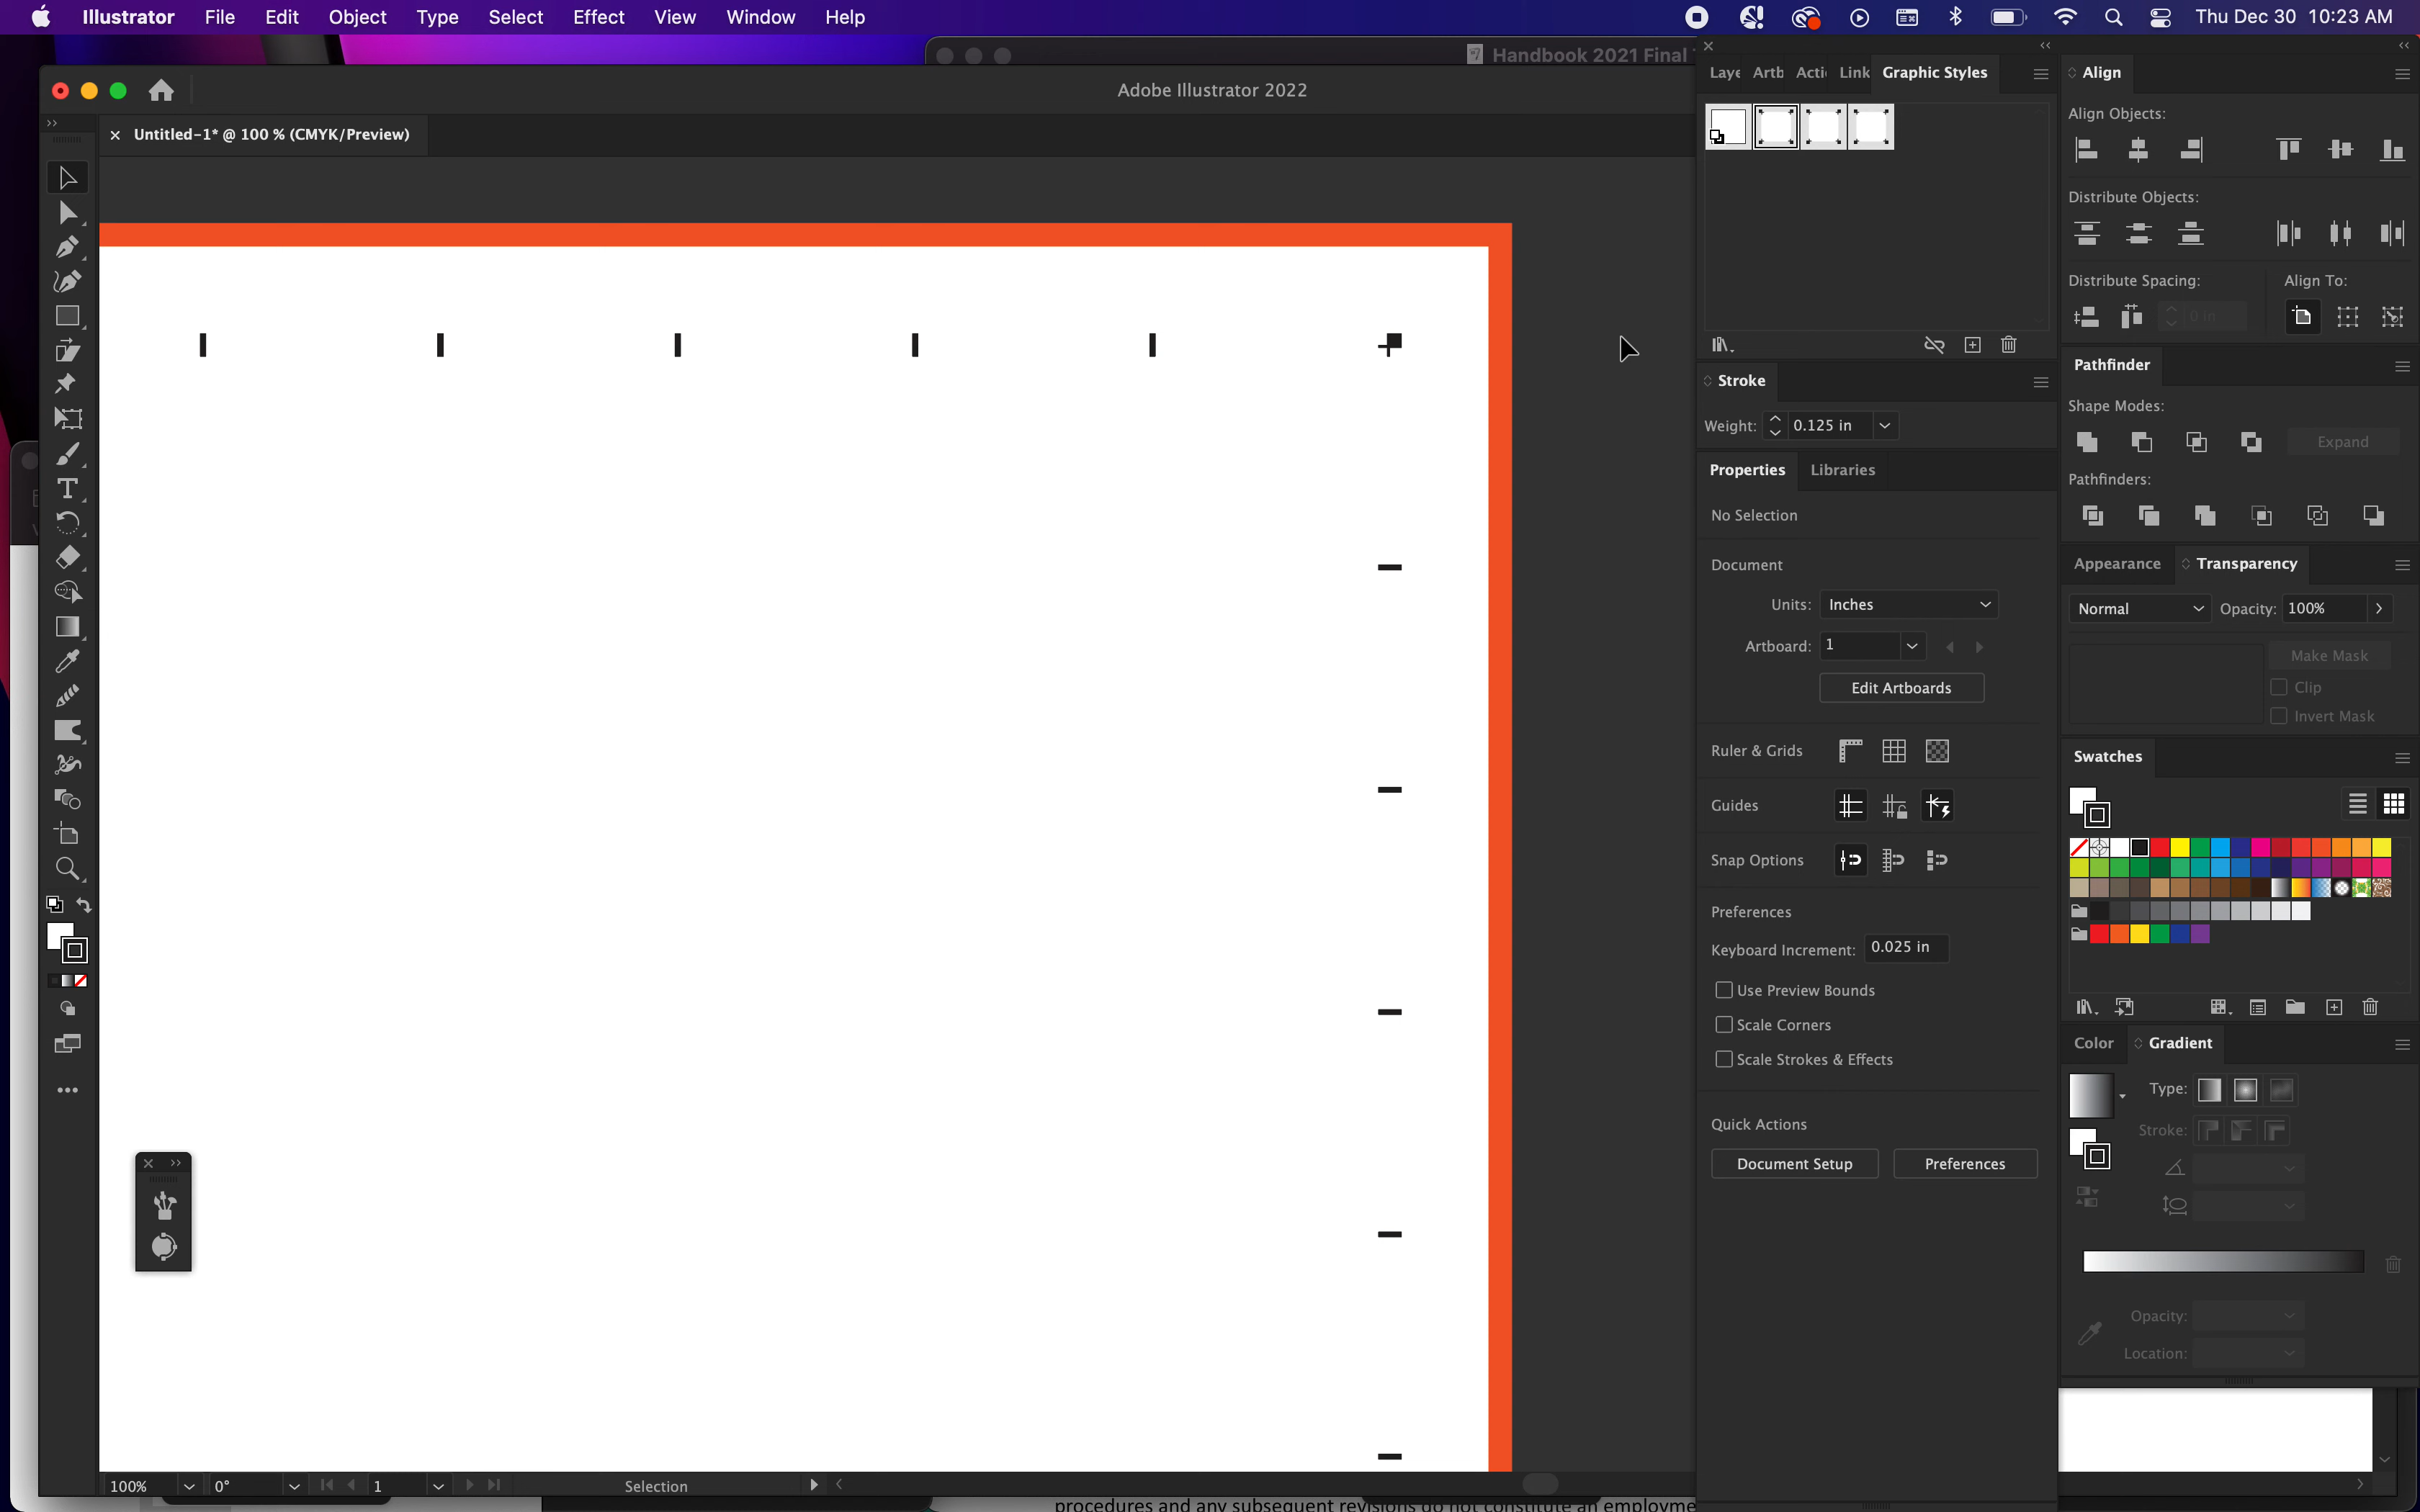 Illustrator File Edit Object Type Select Effect View Window Help Thu Dec 30 10:23 AM
Handbook 2021 Final
Adobe Illustrator 2022
Untitled-1* @ 100 % (CMYK/Preview)
Laye Artb Acti Link Graphic Styles
Stroke
Weight: 0.125 in
Properties Libraries
No Selection
Document
Units: Inches
Artboard: 1
Edit Artboards
Ruler & Grids
Guides
Snap Options
Preferences
Keyboard Increment: 0.025 in
Use Preview Bounds
Scale Corners
Scale Strokes & Effects
Quick Actions
Document Setup Preferences
Align
Align Objects:
Distribute Objects:
Distribute Spacing: Align To:
0 in
Pathfinder
Shape Modes:
Expand
Pathfinders:
Appearance Transparency
Normal Opacity: 100%
Make Mask
Clip
Invert Mask
Swatches
Color Gradient
Type:
Stroke:
Opacity:
Location:
100% 0° 1 Selection
procedures and any subsequent revisions do not constitute an employme